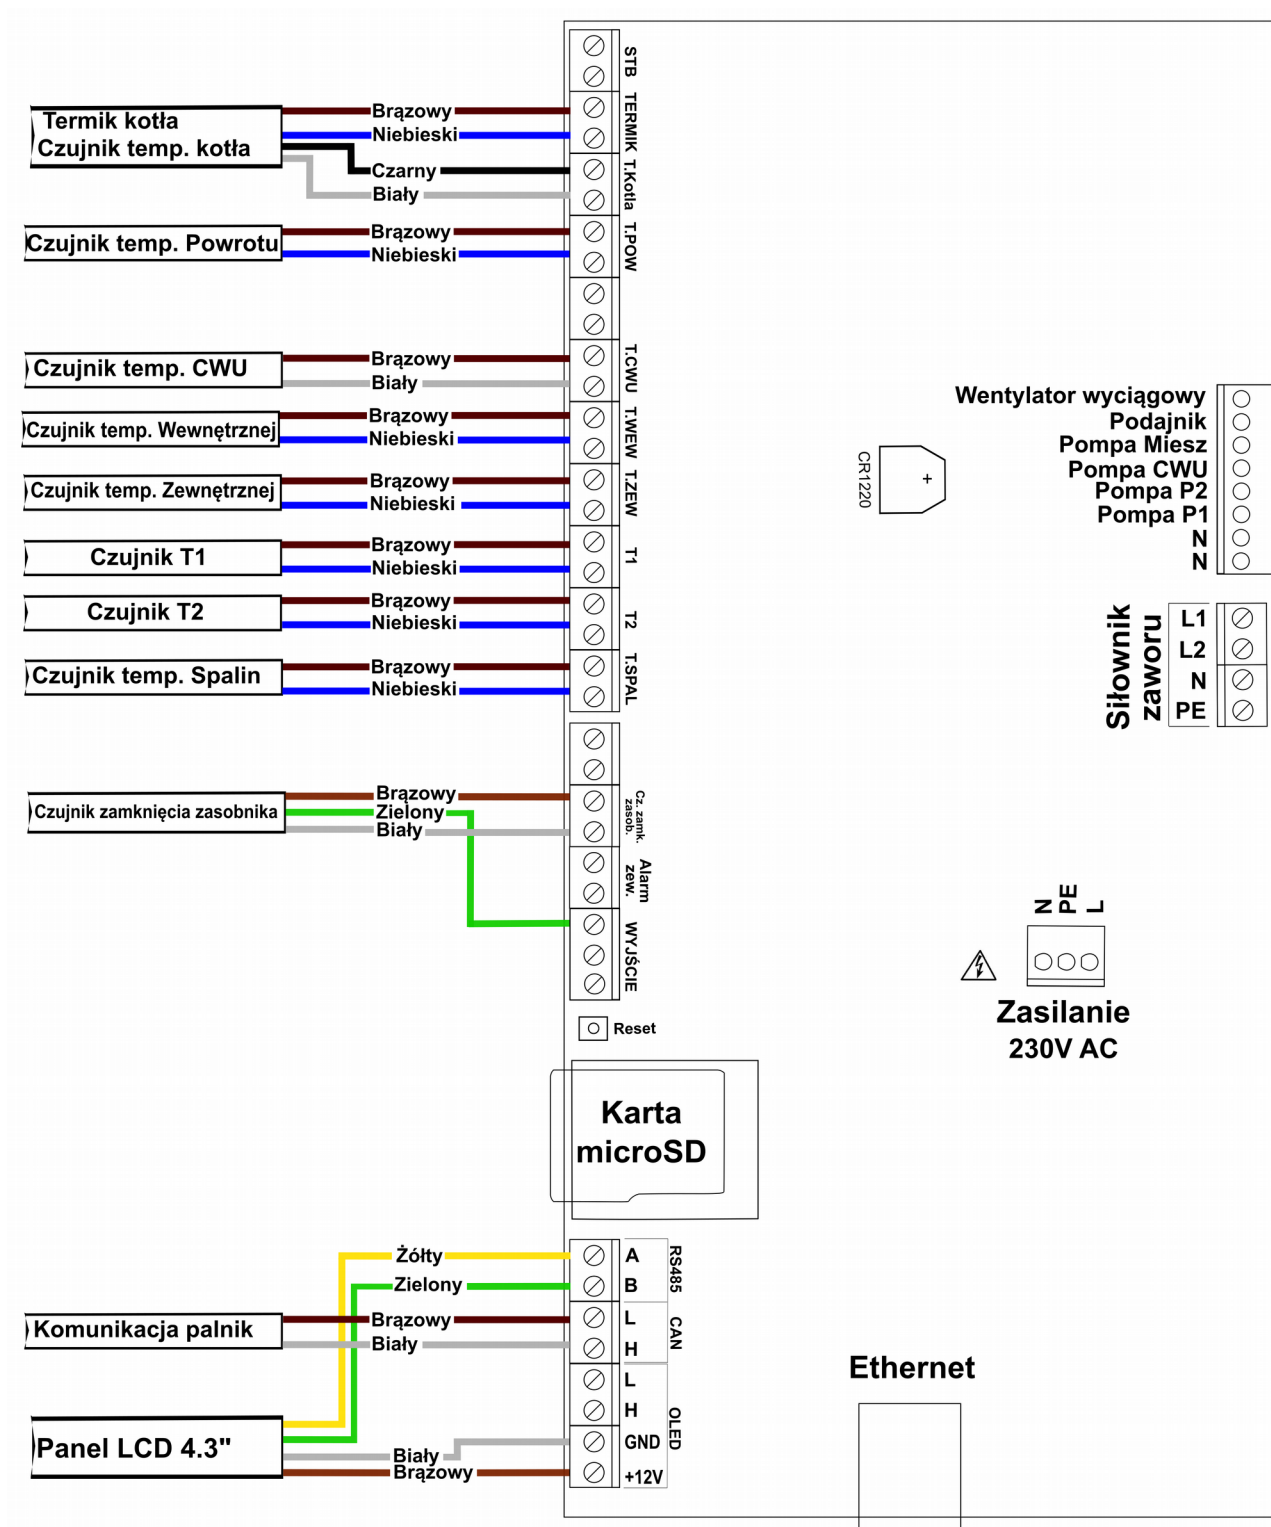 STB
TERMIK
T.Kotla
T.POW
T.CWU
T.WEW
T.ZEW
T1
T2
T.SPAL
Termik kotła
Czujnik temp. kotła
Brązowy
Niebieski
Czarny
Biały
Czujnik temp. Powrotu
Brązowy
Niebieski
Czujnik temp. CWU
Brązowy
Biały
Czujnik temp. Wewnętrznej
Brązowy
Niebieski
Czujnik temp. Zewnętrznej
Brązowy
Niebieski
Czujnik T1
Brązowy
Niebieski
Czujnik T2
Brązowy
Niebieski
Czujnik temp. Spalin
Brązowy
Niebieski
Czujnik zamknięcia zasobnika
Brązowy
Zielony
Biały
Cz. zamk.
zasob.
Alarm
zew.
WYJŚCIE
Reset
Karta
microSD
Żółty
Zielony
A
B
RS485
Komunikacja palnik
Brązowy
Biały
L
H
CAN
L
H
GND
+12V
OLED
Panel LCD 4.3"
Biały
Brązowy
CR1220
+
Wentylator wyciągowy
Podajnik
Pompa Miesz
Pompa CWU
Pompa P2
Pompa P1
N
N
Siłownik
zaworu
L1
L2
N
PE
N
PE
L
Zasilanie
230V AC
Ethernet